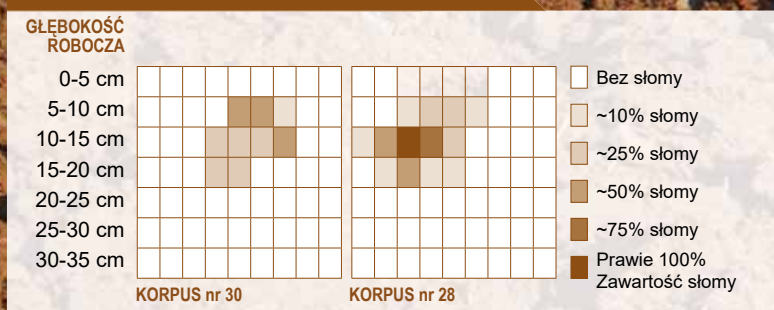 GŁĘBOKOŚĆ
ROBOCZA
0-5 cm
5-10 cm
10-15 cm
15-20 cm
20-25 cm
25-30 cm
30-35 cm
KORPUS nr 30
KORPUS nr 28
Bez słomy
~10% słomy
~25% słomy
~50% słomy
~75% słomy
Prawie 100%
Zawartość słomy